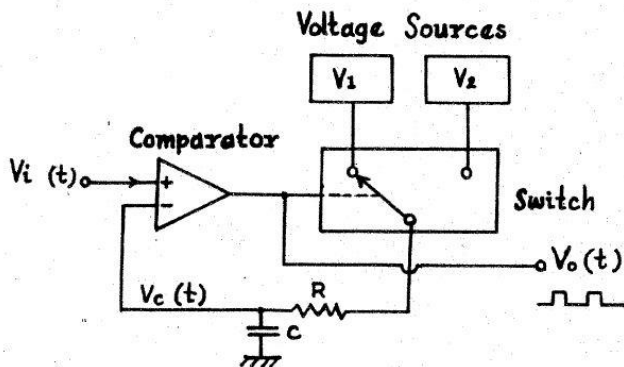 Voltage Sources
V1 V2
Comparator
Vi (t)
+
−
Switch
Vo (t)
Vc (t)
R
C